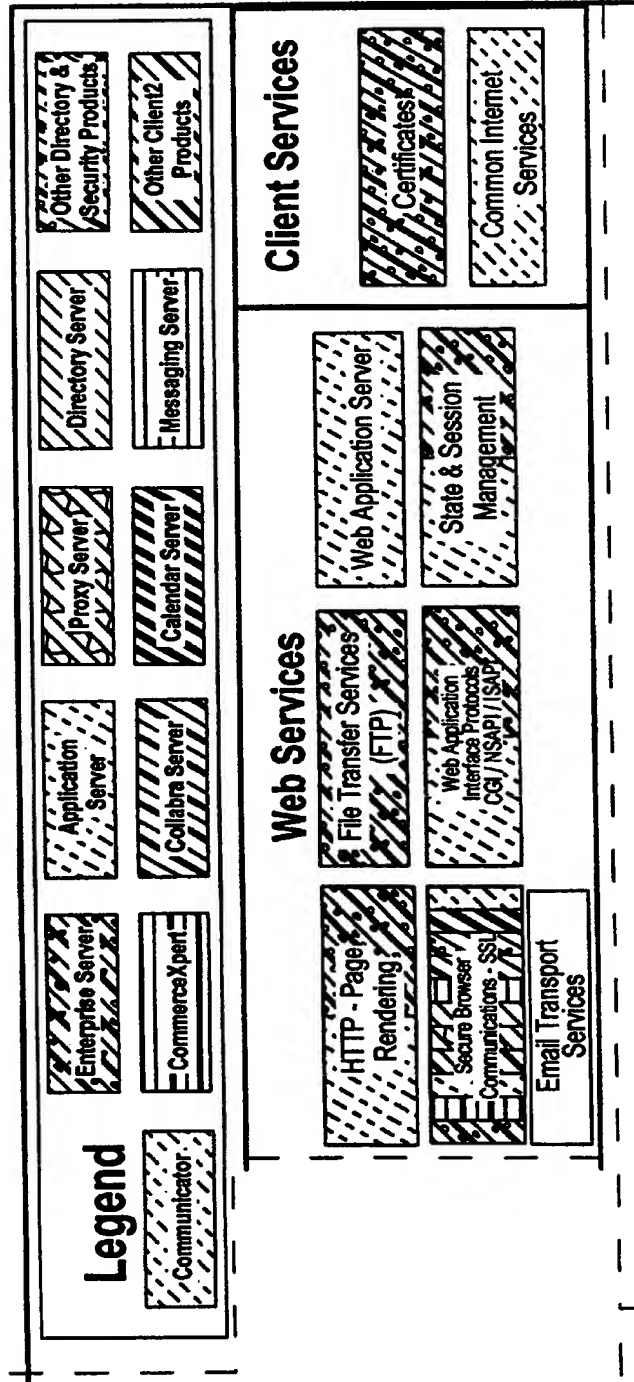 Legend
Communicator
Enterprise Server
CommerceXpert
Application
Server
Collabra Server
Proxy Server
Calendar Server
Directory Server
Messaging Server
Other Directory &
Security Products
Other Client2
Products
Web Services
HTTP - Page
Rendering
Secure Browser
Communications - SSL
Email Transport
Services
File Transfer Services
(FTP)
Web Application
Interface Protocols
CGI / NSAPI / ISAPI
Web Application Server
State & Session
Management
Client Services
Certificates1
Common Internet
Services